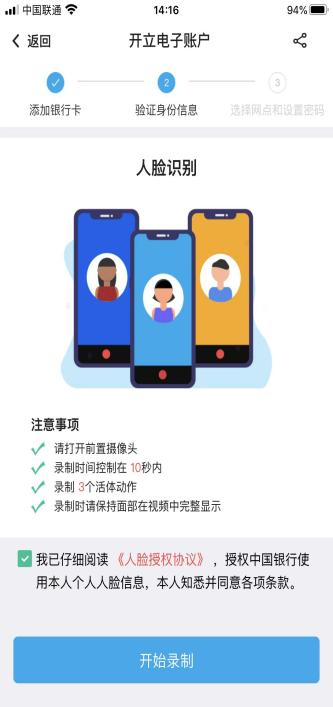 中国联通 14:16 94%
返回 开立电子账户
2 3
添加银行卡 验证身份信息 选择网点和设置密码
人脸识别
注意事项
请打开前置摄像头
录制时间控制在 10秒内
录制 3个活体动作
录制时请保持面部在视频中完整显示
我已仔细阅读 《人脸授权协议》 ，授权中国银行使
用本人个人人脸信息，本人知悉并同意各项条款。
开始录制